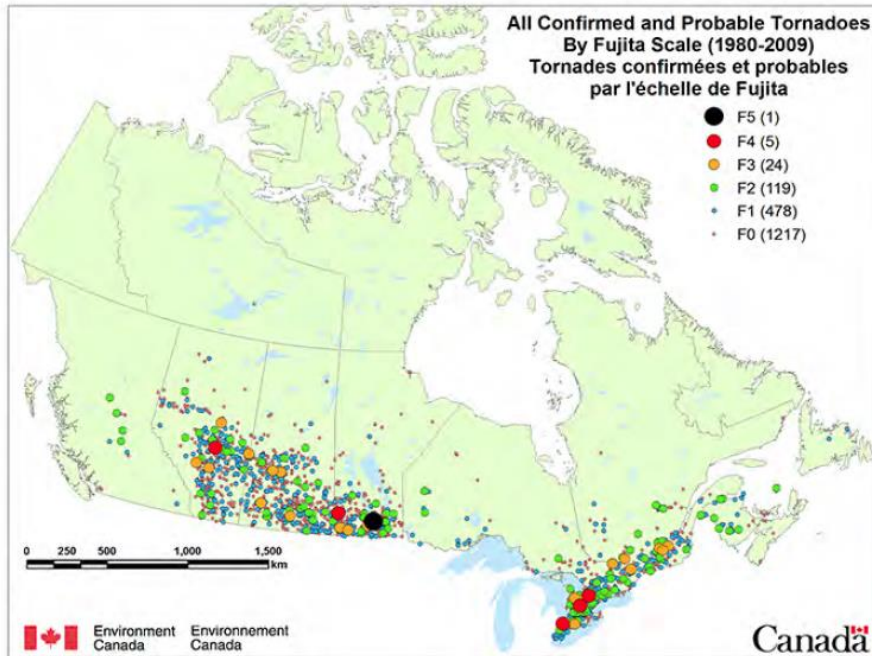 All Confirmed and Probable Tornadoes
By Fujita Scale (1980-2009)
Tornades confirmées et probables
par l'échelle de Fujita
F5 (1)
F4 (5)
F3 (24)
F2 (119)
F1 (478)
F0 (1217)
0 250 500 1,000 1,500
km
Environment Environnement
Canada Canada
Canada